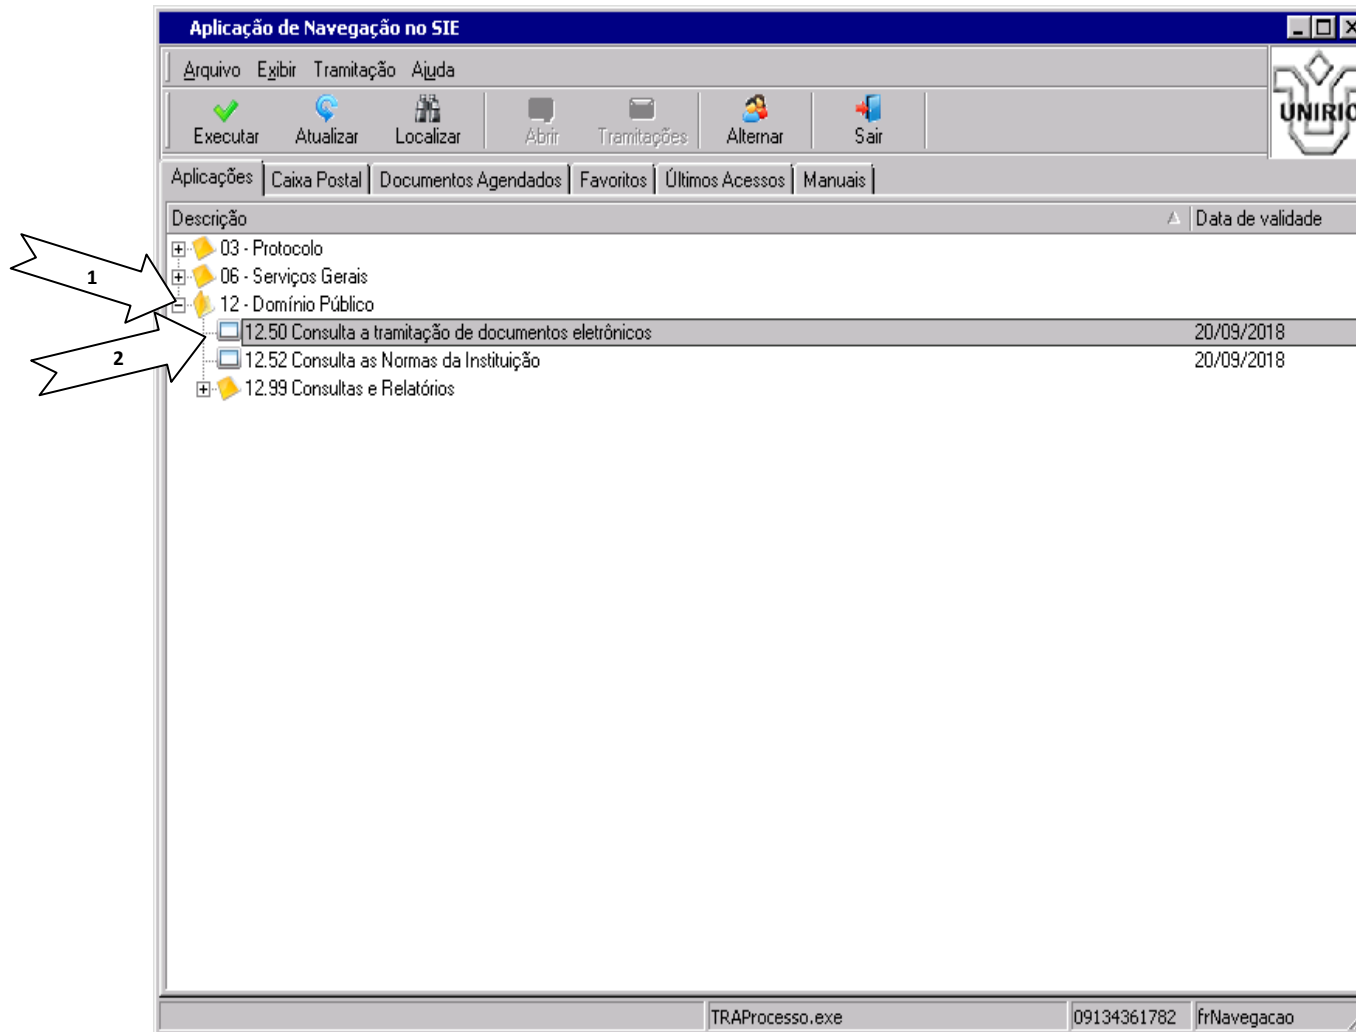 Aplicação de Navegação no SIE
Arquivo Exibir Tramitação Ajuda
Executar Atualizar Localizar Abrir Tramitações Alternar Sair
UNIRIO
Aplicações Caixa Postal Documentos Agendados Favoritos Últimos Acessos Manuais
Descrição Data de validade
03 - Protocolo
1 06 - Serviços Gerais
12 - Domínio Público
12.50 Consulta a tramitação de documentos eletrônicos 20/09/2018
2 12.52 Consulta as Normas da Instituição 20/09/2018
12.99 Consultas e Relatórios
TRAProcesso.exe 09134361782 frNavegacao